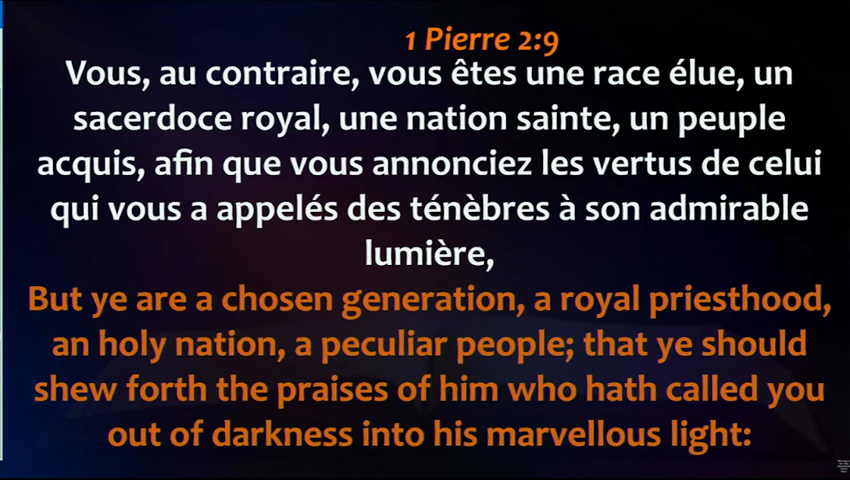 1 Pierre 2:9
Vous, au contraire, vous êtes une race élue, un
sacerdoce royal, une nation sainte, un peuple
acquis, afin que vous annonciez les vertus de celui
qui vous a appelés des ténèbres à son admirable
lumière,
But ye are a chosen generation, a royal priesthood,
an holy nation, a peculiar people; that ye should
shew forth the praises of him who hath called you
out of darkness into his marvellous light: